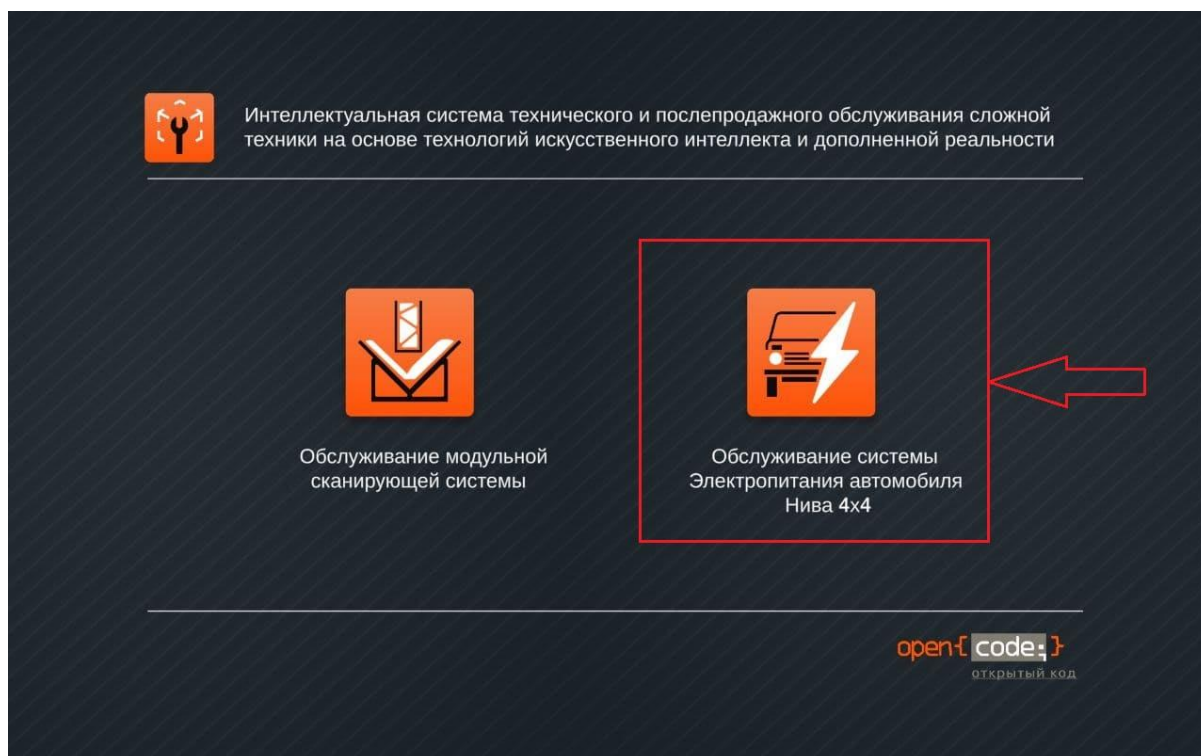 Интеллектуальная система технического и послепродажного обслуживания сложной
техники на основе технологий искусственного интеллекта и дополненной реальности
Обслуживание модульной
сканирующей системы
Обслуживание системы
Электропитания автомобиля
Нива 4x4
open{code;}
открытый код